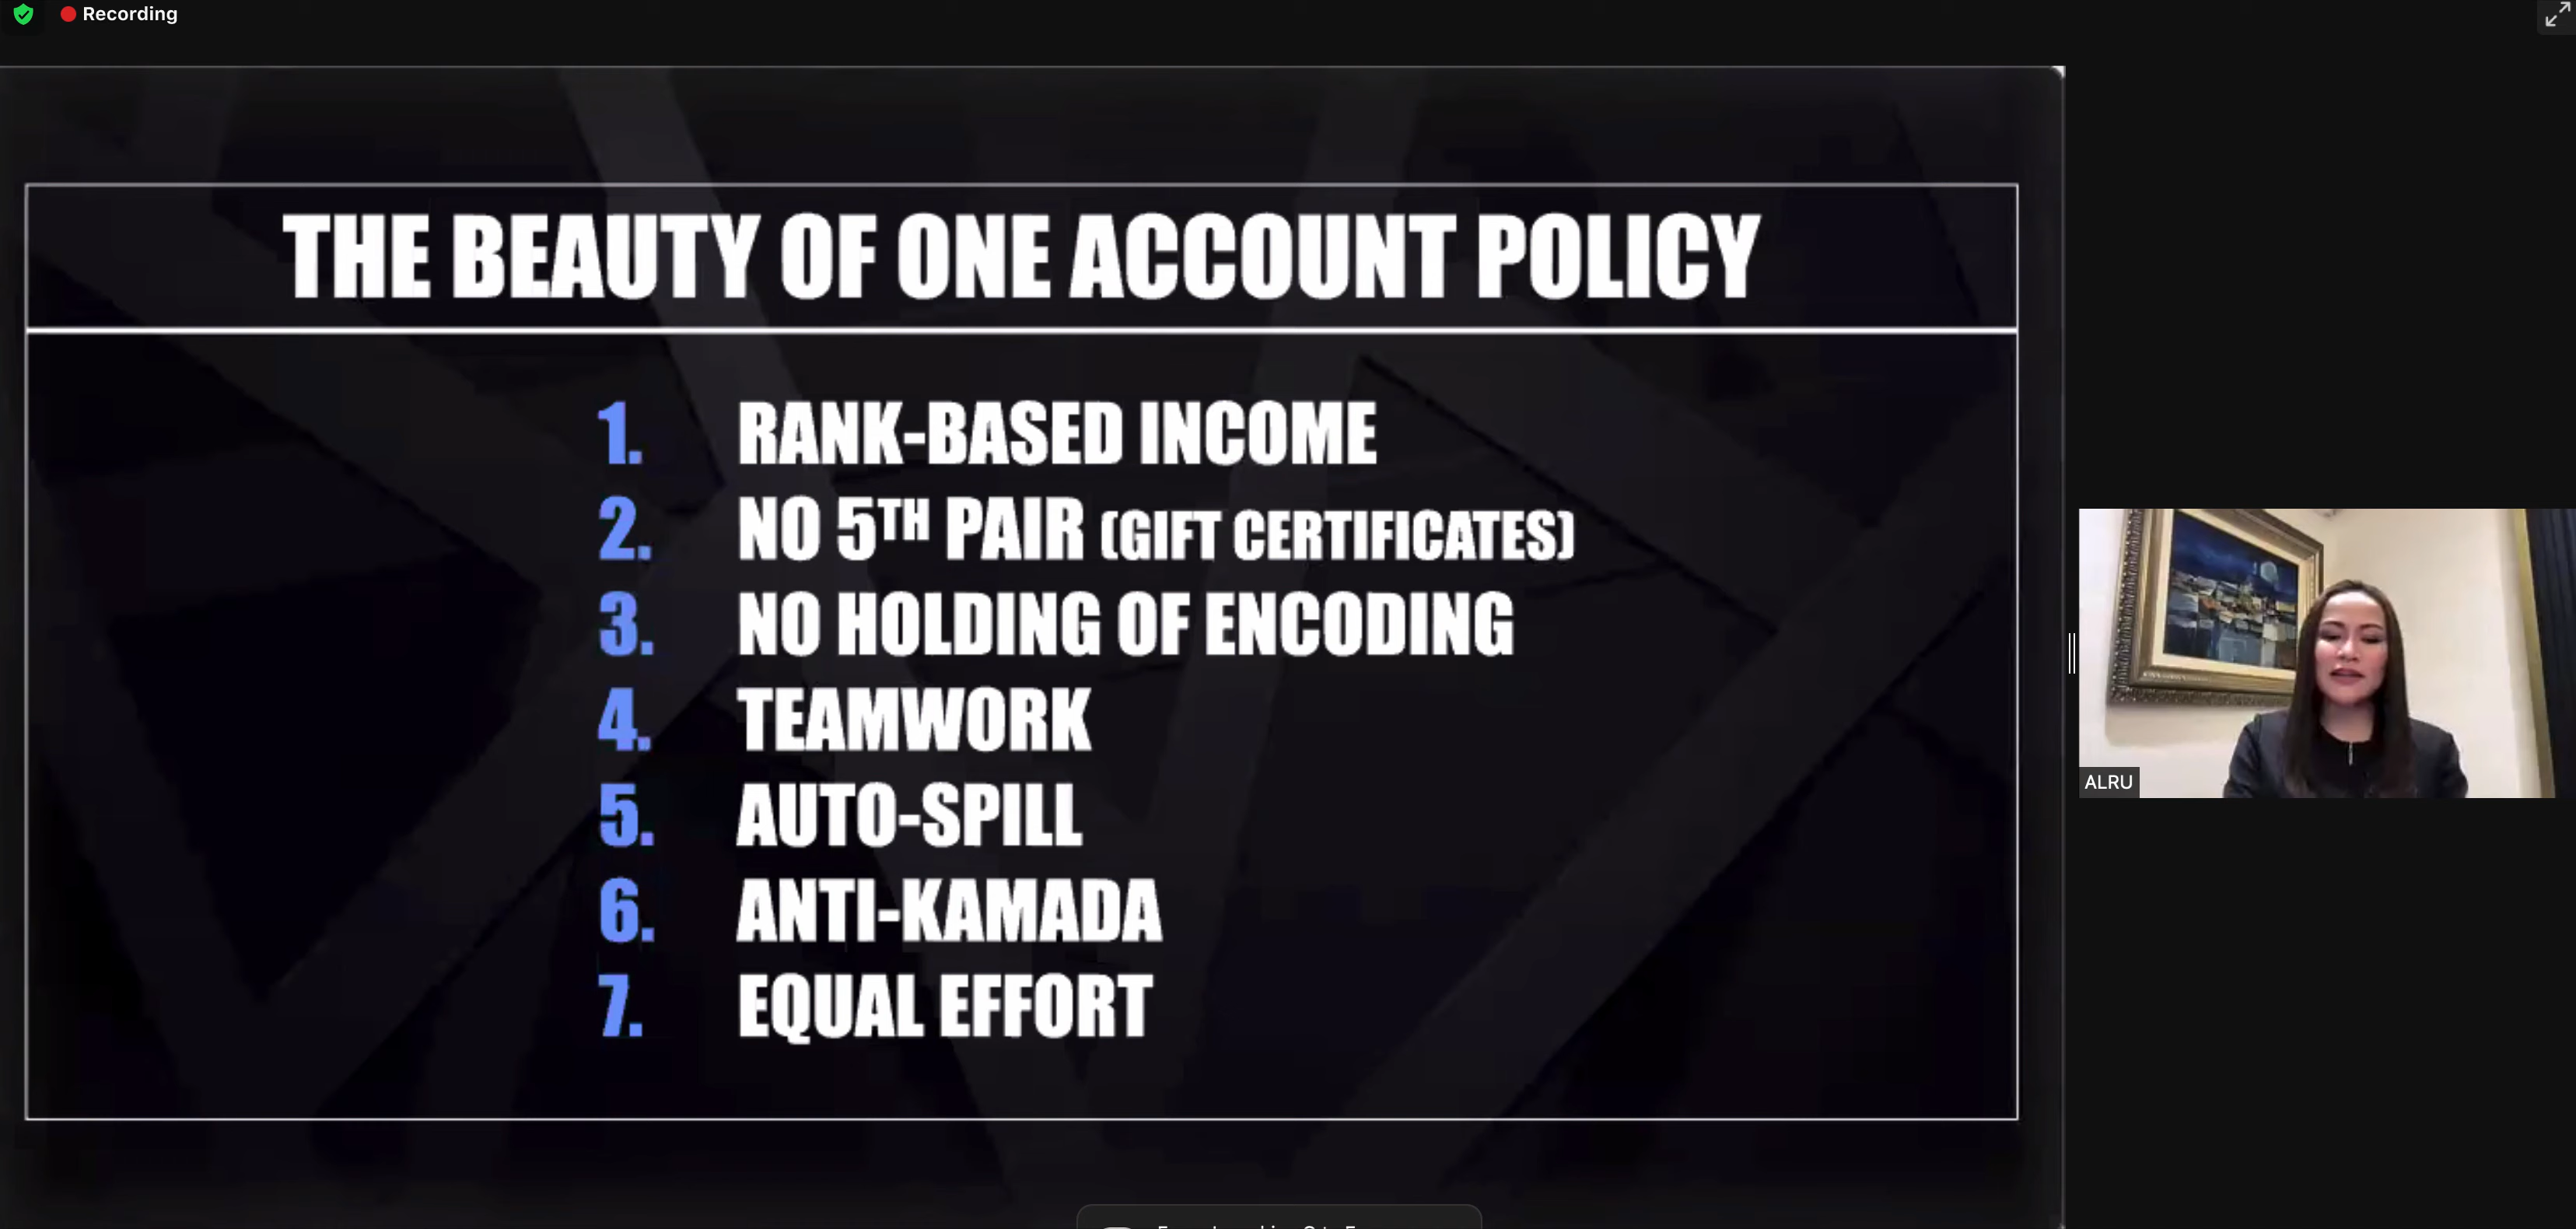 Recording
THE BEAUTY OF ONE ACCOUNT POLICY
1. RANK-BASED INCOME
2. NO 5TH PAIR (GIFT CERTIFICATES)
3. NO HOLDING OF ENCODING
4. TEAMWORK
5. AUTO-SPILL
6. ANTI-KAMADA
7. EQUAL EFFORT
ALRU